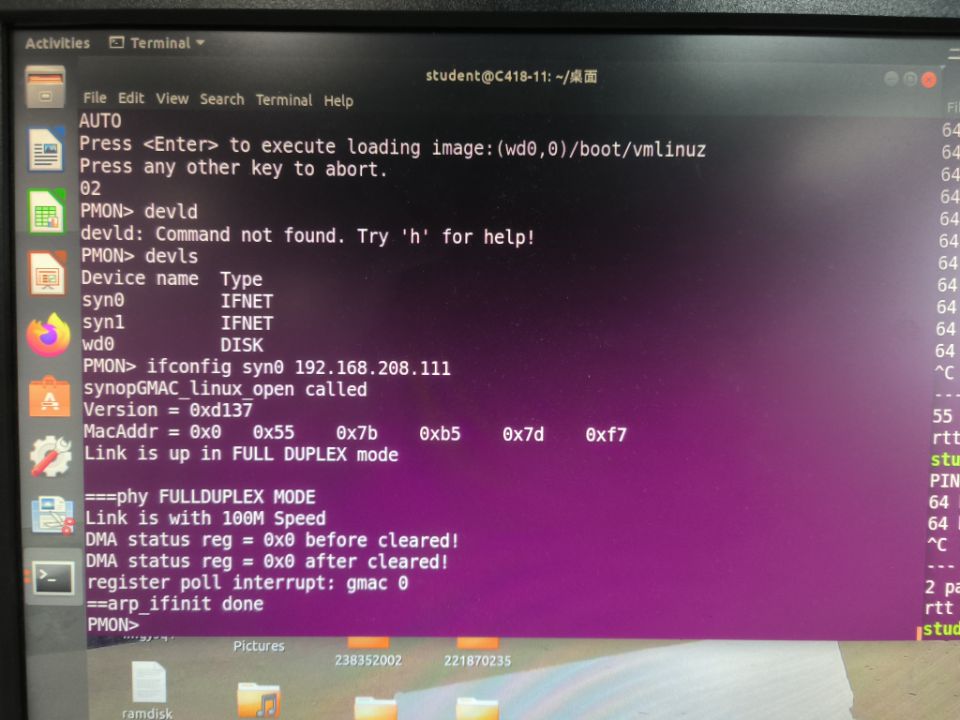 Activities Terminal
student@C418-11: ~/桌面
File Edit View Search Terminal Help
AUTO
Press <Enter> to execute loading image:(wd0,0)/boot/vmlinuz
Press any other key to abort.
02
PMON> devld
devld: Command not found. Try 'h' for help!
PMON> devls
Device name  Type
syn0         IFNET
syn1         IFNET
wd0          DISK
PMON> ifconfig syn0 192.168.208.111
synopGMAC_linux_open called
Version = 0xd137
MacAddr = 0x0   0x55    0x7b    0xb5    0x7d    0xf7
Link is up in FULL DUPLEX mode
===phy FULLDUPLEX MODE
Link is with 100M Speed
DMA status reg = 0x0 before cleared!
DMA status reg = 0x0 after cleared!
register poll interrupt: gmac 0
==arp_ifinit done
PMON>
64
64
64
64
64
64
64
64
64
64
64
^C
---
55
rtt
stu
PIN
64
64
^C
---
2 pa
rtt
stud
Pictures
238352002
221870235
ramdisk